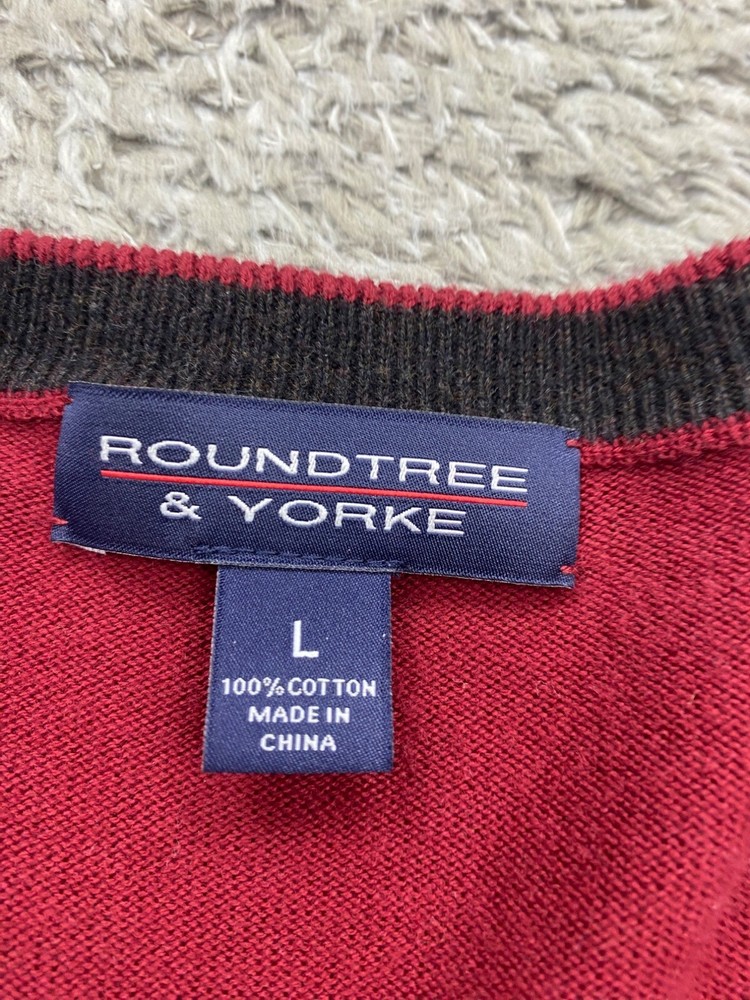 ROUNDTREE
& YORKE
L
100% COTTON
MADE IN
CHINA